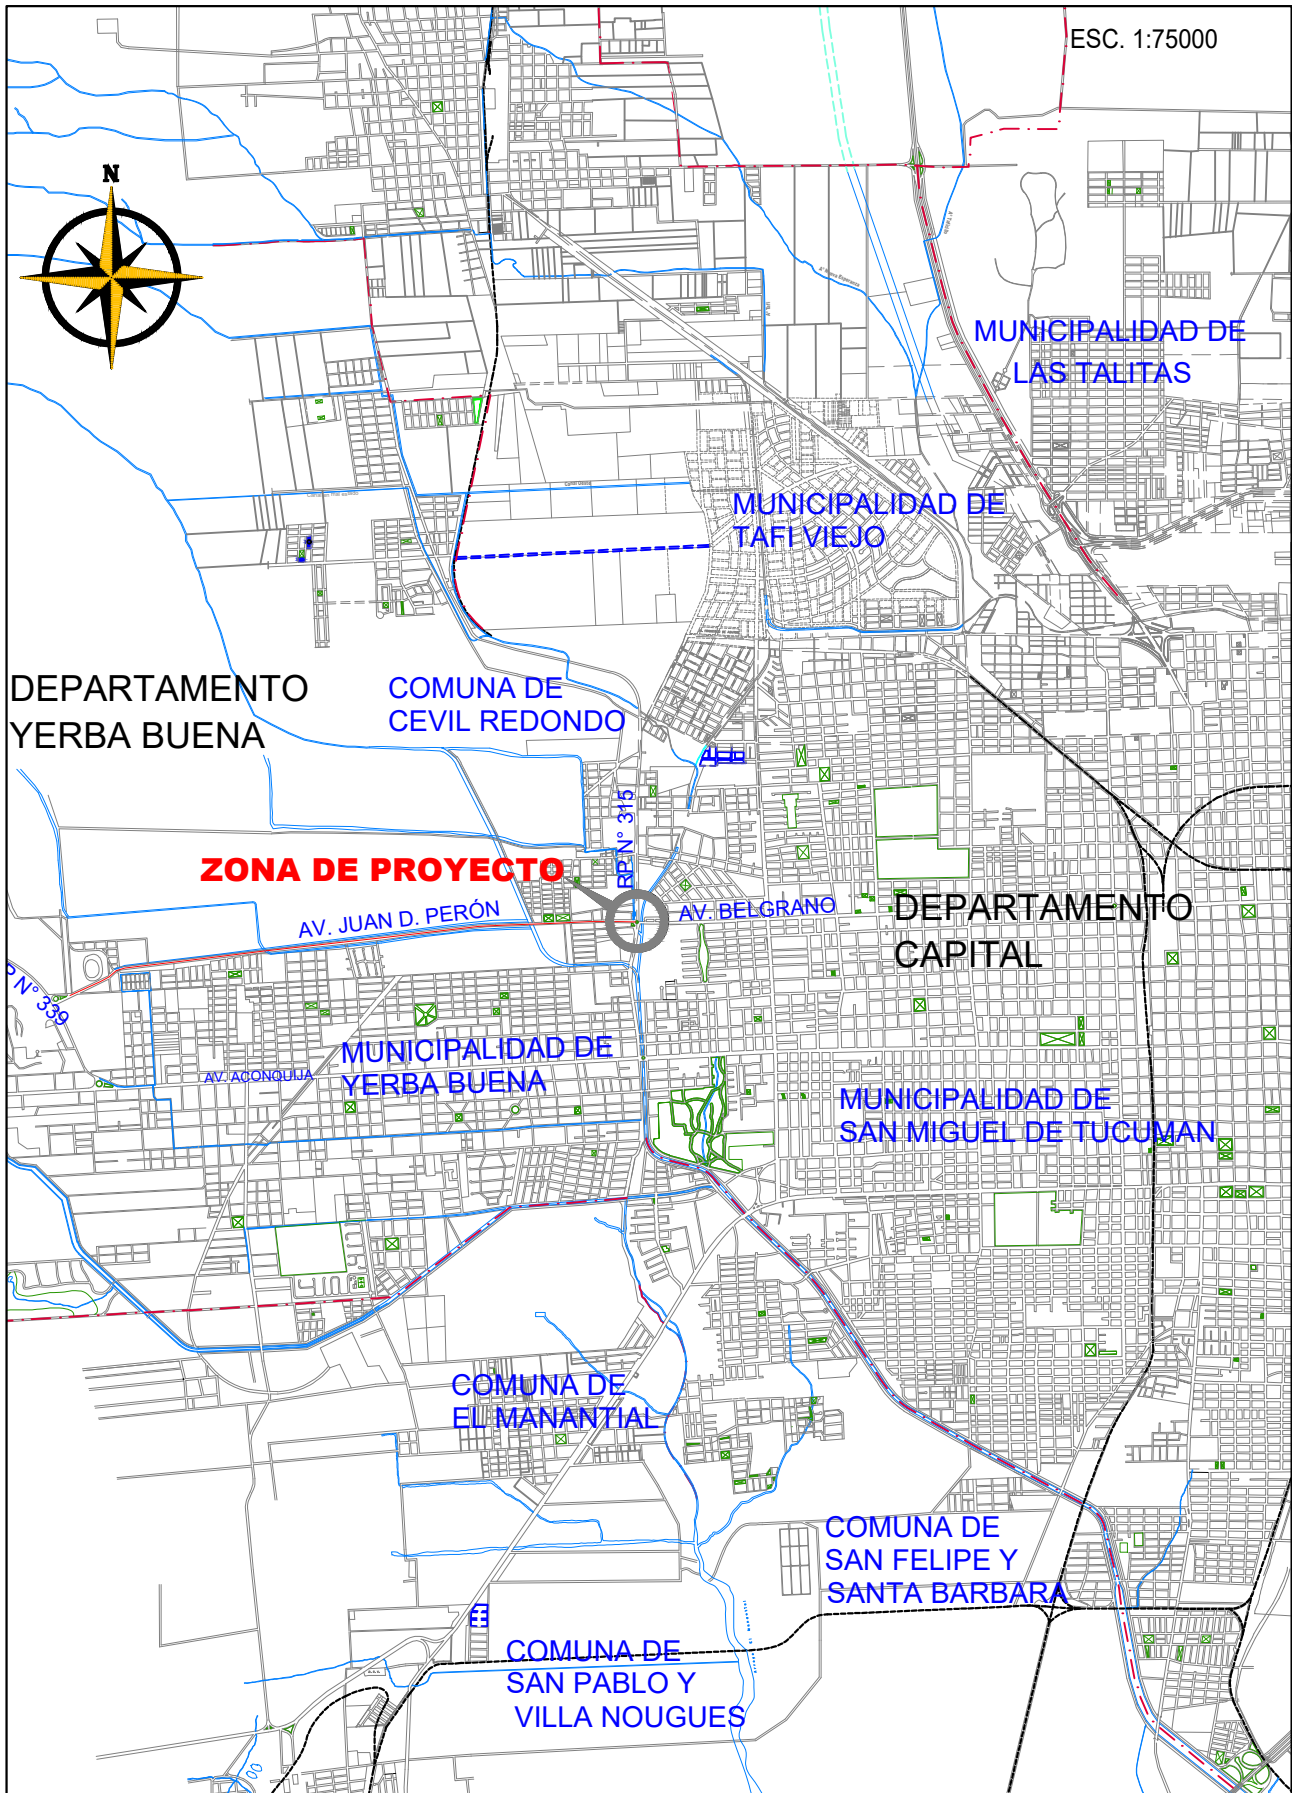 ESC. 1:75000
N
A° Nueva Esperanza
MUNICIPALIDAD DE
LAS TALITAS
Canal
MUNICIPALIDAD DE
TAFI VIEJO
DEPARTAMENTO
YERBA BUENA
COMUNA DE
CEVIL REDONDO
RP N° 315
ZONA DE PROYECTO
AV. JUAN D. PERÓN
AV. BELGRANO
DEPARTAMENTO
CAPITAL
P N° 339
MUNICIPALIDAD DE
YERBA BUENA
AV. ACONQUIJA
MUNICIPALIDAD DE
SAN MIGUEL DE TUCUMAN
COMUNA DE
EL MANANTIAL
COMUNA DE
SAN FELIPE Y
SANTA BARBARA
COMUNA DE
SAN PABLO Y
VILLA NOUGUES